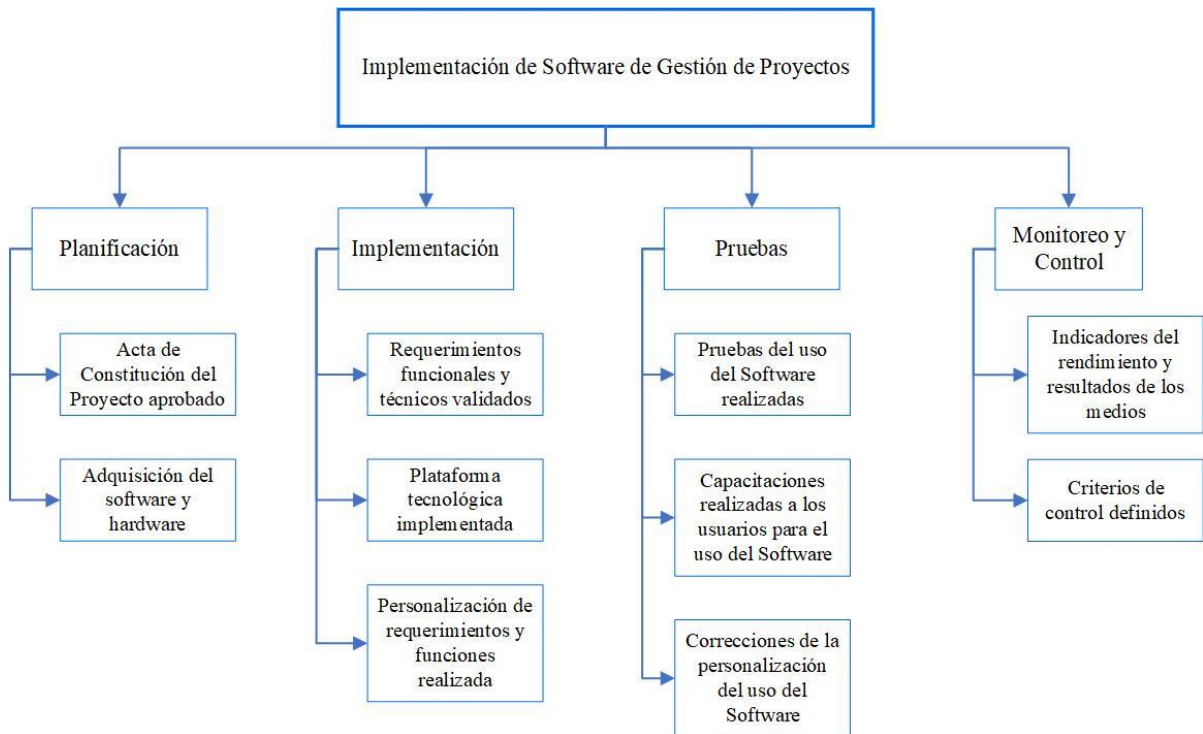 Implementación de Software de Gestión de Proyectos
Planificación
Acta de
Constitución del
Proyecto aprobado
Adquisición del
software y
hardware
Implementación
Requerimientos
funcionales y
técnicos validados
Plataforma
tecnológica
implementada
Personalización de
requerimientos y
funciones
realizada
Pruebas
Pruebas del uso
del Software
realizadas
Capacitaciones
realizadas a los
usuarios para el
uso del Software
Correcciones de la
personalización
del uso del
Software
Monitoreo y
Control
Indicadores del
rendimiento y
resultados de los
medios
Criterios de
control definidos